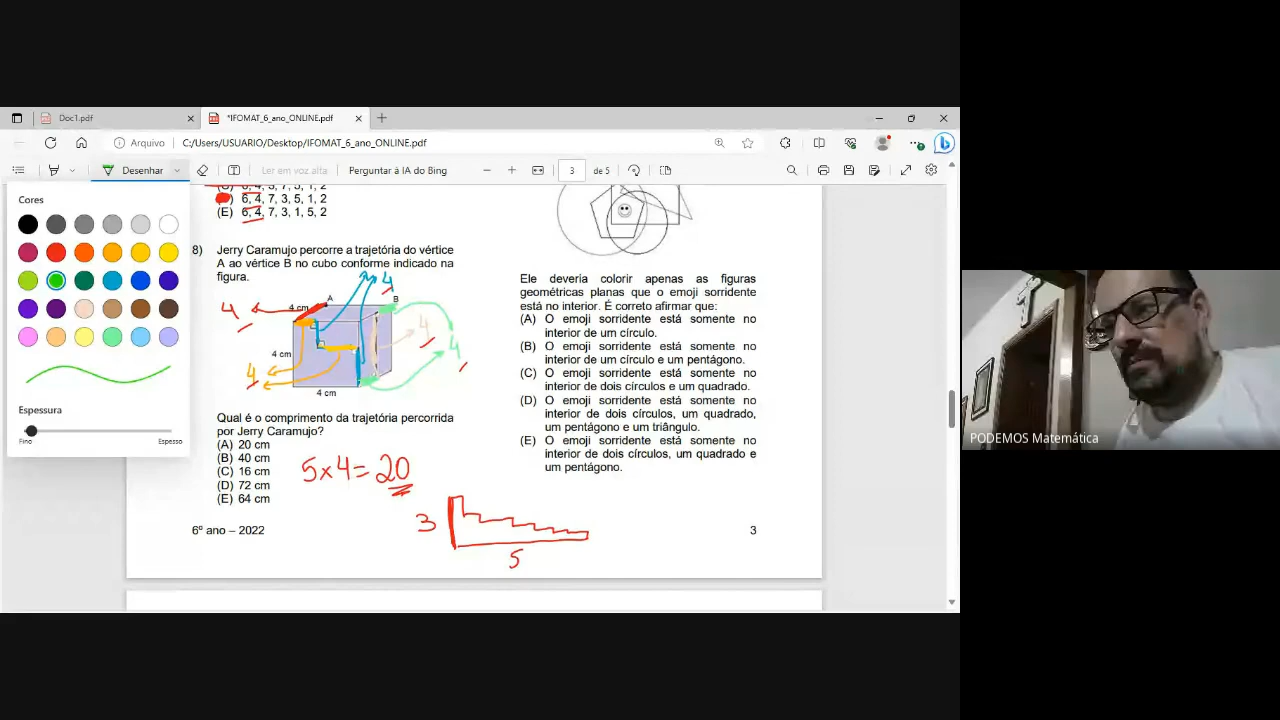 Doc1.pdf
*IFOMAT_6_ano_ONLINE.pdf
Arquivo
C:/Users/USUARIO/Desktop/IFOMAT_6_ano_ONLINE.pdf
Desenhar
Ler em voz alta
Perguntar à IA do Bing
3
de 5
Cores
Espessura
Fino
Espesso
6, 4, 7, 3, 5, 1, 2
(E) 6, 4, 7, 3, 1, 5, 2
8) Jerry Caramujo percorre a trajetória do vértice
A ao vértice B no cubo conforme indicado na
figura.
4
4 cm
A
B
4
4
4
4 cm
4
4 cm
Qual é o comprimento da trajetória percorrida
por Jerry Caramujo?
(A) 20 cm
(B) 40 cm
(C) 16 cm
(D) 72 cm
(E) 64 cm
5x4=20
3
5
6º ano – 2022
Ele deveria colorir apenas as figuras
geométricas planas que o emoji sorridente
está no interior. É correto afirmar que:
(A) O emoji sorridente está somente no
interior de um círculo.
(B) O emoji sorridente está somente no
interior de um círculo e um pentágono.
(C) O emoji sorridente está somente no
interior de dois círculos e um quadrado.
(D) O emoji sorridente está somente no
interior de dois círculos, um quadrado,
um pentágono e um triângulo.
(E) O emoji sorridente está somente no
interior de dois círculos, um quadrado e
um pentágono.
3
PODEMOS Matemática